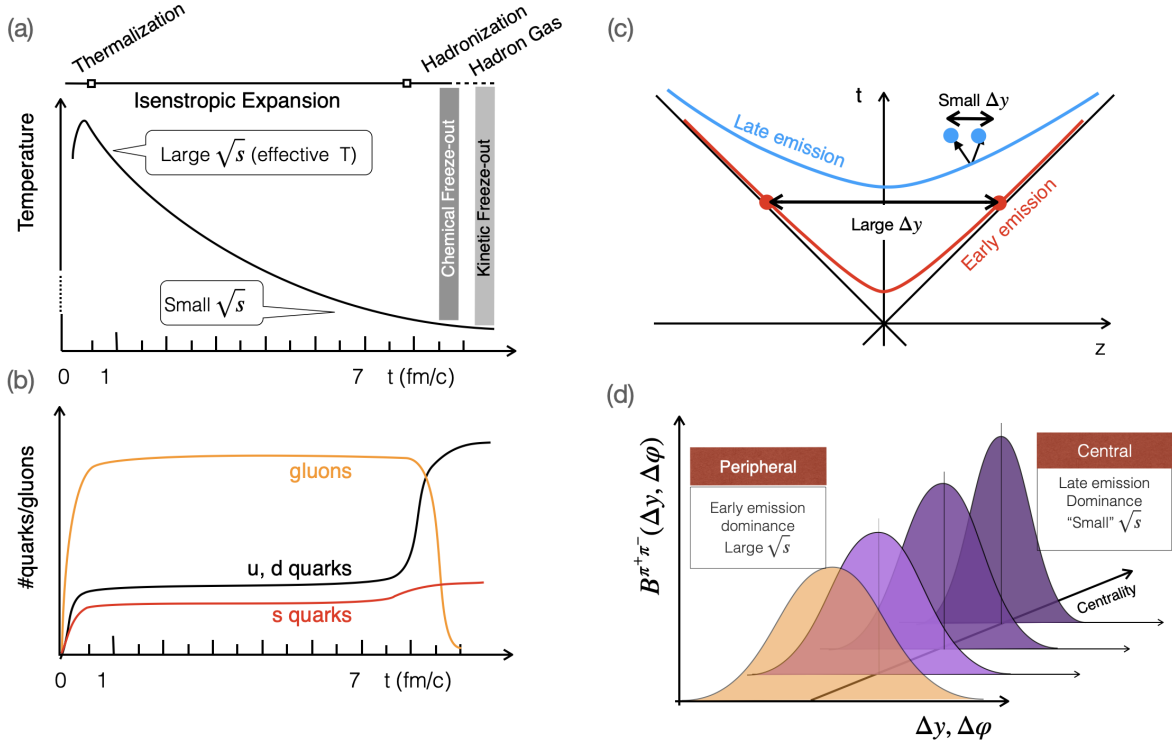 (a)
Thermalization
Hadronization
Hadron Gas
Isenstropic Expansion
Temperature
Large √s (effective T)
Small √s
Chemical Freeze-out
Kinetic Freeze-out
0 1 7 t (fm/c)
(b)
#quarks/gluons
gluons
u, d quarks
s quarks
0 1 7 t (fm/c)
(c)
t
Small Δy
Late emission
Large Δy
Early emission
z
(d)
B^{π⁺π⁻}(Δy, Δφ)
Peripheral
Early emission
dominance
Large √s
Central
Late emission
Dominance
“Small” √s
Centrality
Δy, Δφ